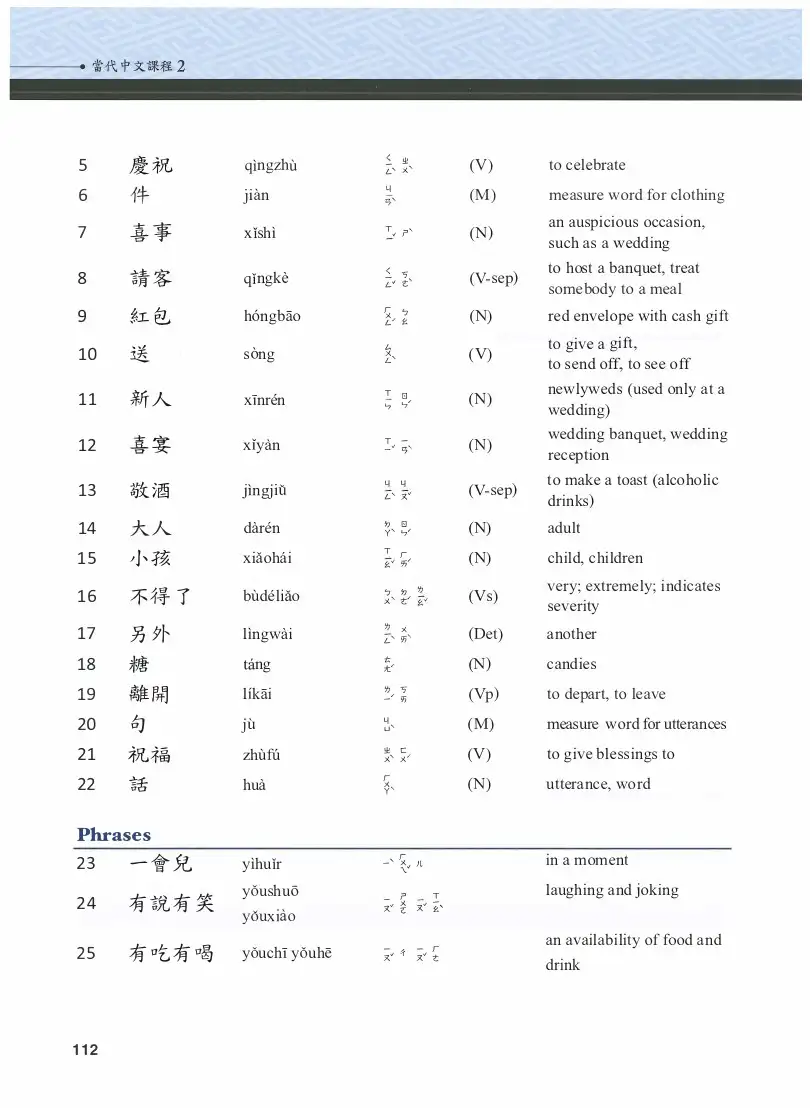 當代中文課程 2
5 慶祝 qìngzhù ㄑㄧㄥˋ ㄓㄨˋ (V) to celebrate
6 件 jiàn ㄐㄧㄢˋ (M) measure word for clothing
7 喜事 xǐshì ㄒㄧˇ ㄕˋ (N) an auspicious occasion,
such as a wedding
8 請客 qǐngkè ㄑㄧㄥˇ ㄎㄜˋ (V-sep) to host a banquet, treat
somebody to a meal
9 紅包 hóngbāo ㄏㄨㄥˊ ㄅㄠ (N) red envelope with cash gift
10 送 sòng ㄙㄨㄥˋ (V) to give a gift,
to send off, to see off
11 新人 xīnrén ㄒㄧㄣ ㄖㄣˊ (N) newlyweds (used only at a
wedding)
12 喜宴 xǐyàn ㄒㄧˇ ㄧㄢˋ (N) wedding banquet, wedding
reception
13 敬酒 jìngjiǔ ㄐㄧㄥˋ ㄐㄧㄡˇ (V-sep) to make a toast (alcoholic
drinks)
14 大人 dàrén ㄉㄚˋ ㄖㄣˊ (N) adult
15 小孩 xiǎohái ㄒㄧㄠˇ ㄏㄞˊ (N) child, children
16 不得了 bùdéliǎo ㄅㄨˋ ㄉㄜˊ ㄌㄧㄠˇ (Vs) very; extremely; indicates
severity
17 另外 lìngwài ㄌㄧㄥˋ ㄨㄞˋ (Det) another
18 糖 táng ㄊㄤˊ (N) candies
19 離開 líkāi ㄌㄧˊ ㄎㄞ (Vp) to depart, to leave
20 句 jù ㄐㄩˋ (M) measure word for utterances
21 祝福 zhùfú ㄓㄨˋ ㄈㄨˊ (V) to give blessings to
22 話 huà ㄏㄨㄚˋ (N) utterance, word
Phrases
23 一會兒 yìhuǐr ㄧˋ ㄏㄨㄟˇ ㄦ in a moment
24 有說有笑 yǒushuō ㄧㄡˇ ㄕㄨㄛ ㄧㄡˇ ㄒㄧㄠˋ laughing and joking
yǒuxiào
25 有吃有喝 yǒuchī yǒuhē ㄧㄡˇ ㄔ ㄧㄡˇ ㄏㄜ an availability of food and
drink
112